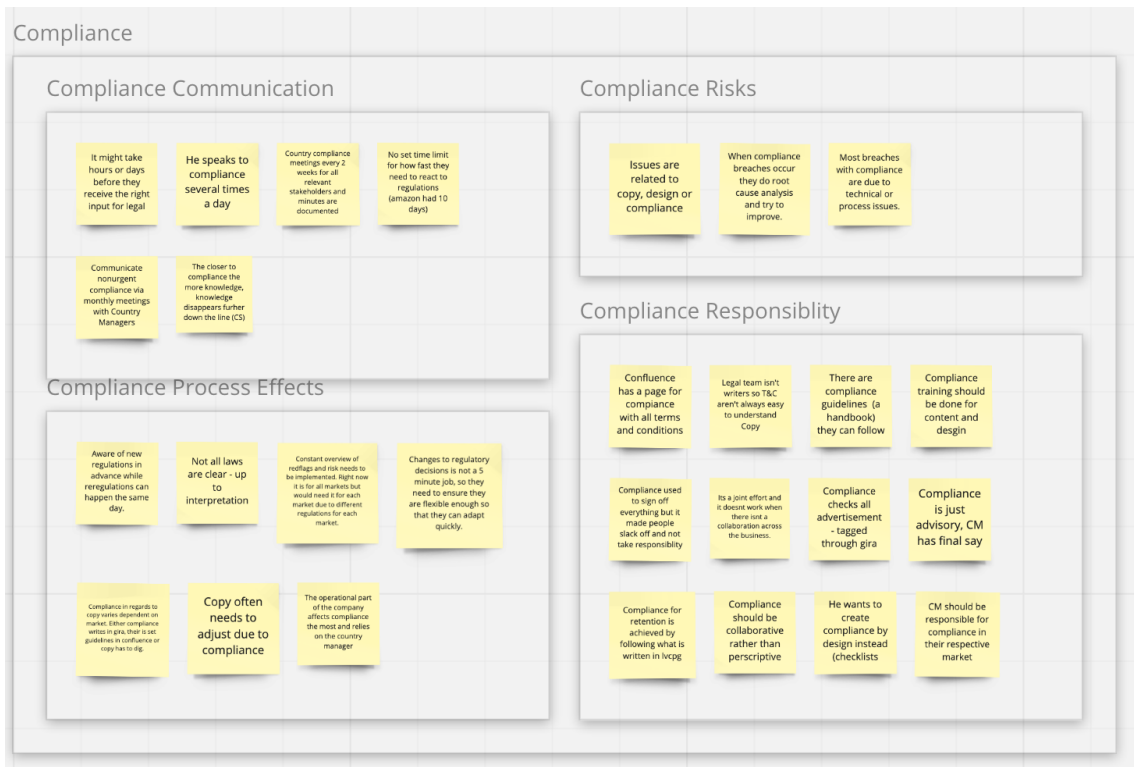 Compliance
Compliance Communication
It might take
hours or days
before they
receive the right
input for legal
He speaks to
compliance
several times
a day
Country compliance
meetings every 2
weeks for all
relevant
stakeholders and
minutes are
documented
No set time limit
for how fast they
need to react to
regulations
(amazon had 10
days)
Communicate
nonurgent
compliance via
monthly meetings
with Country
Managers
The closer to
compliance the
more knowledge,
knowledge
disappears furher
down the line (CS)
Compliance Risks
Issues are
related to
copy, design or
compliance
When compliance
breaches occur
they do root
cause analysis
and try to
improve.
Most breaches
with compliance
are due to
technical or
process issues.
Compliance Process Effects
Aware of new
regulations in
advance while
reregulations can
happen the same
day.
Not all laws
are clear - up
to
interpretation
Constant overview of
redflags and risk needs to
be implemented. Right now
it is for all markets but
would need it for each
market due to different
regulations for each
market.
Changes to regulatory
decisions is not a 5
minute job, so they
need to ensure they
are flexible enough so
that they can adapt
quickly.
Compliance in regards to
copy varies dependent on
market. Either compliance
writes in gira, their is set
guidelines in confluence or
copy has to dig.
Copy often
needs to
adjust due to
compliance
The operational part
of the company
affects compliance
the most and relies
on the country
manager
Compliance Responsiblity
Confluence
has a page for
compiance
with all terms
and conditions
Legal team isn't
writers so T&C
aren't always easy
to understand
Copy
There are
compliance
guidelines (a
handbook)
they can follow
Compliance
training should
be done for
content and
desgin
Compliance used
to sign off
everything but it
made people
slack off and not
take responsiblity
Its a joint effort and
it doesnt work when
there isnt a
collaboration across
the business.
Compliance
checks all
advertisement
- tagged
through gira
Compliance
is just
advisory, CM
has final say
Compliance for
retention is
achieved by
following what is
written in lvcpg
Compliance
should be
collaborative
rather than
perscriptive
He wants to
create
compliance by
design instead
(checklists
CM should be
responsible for
compliance in
their respective
market